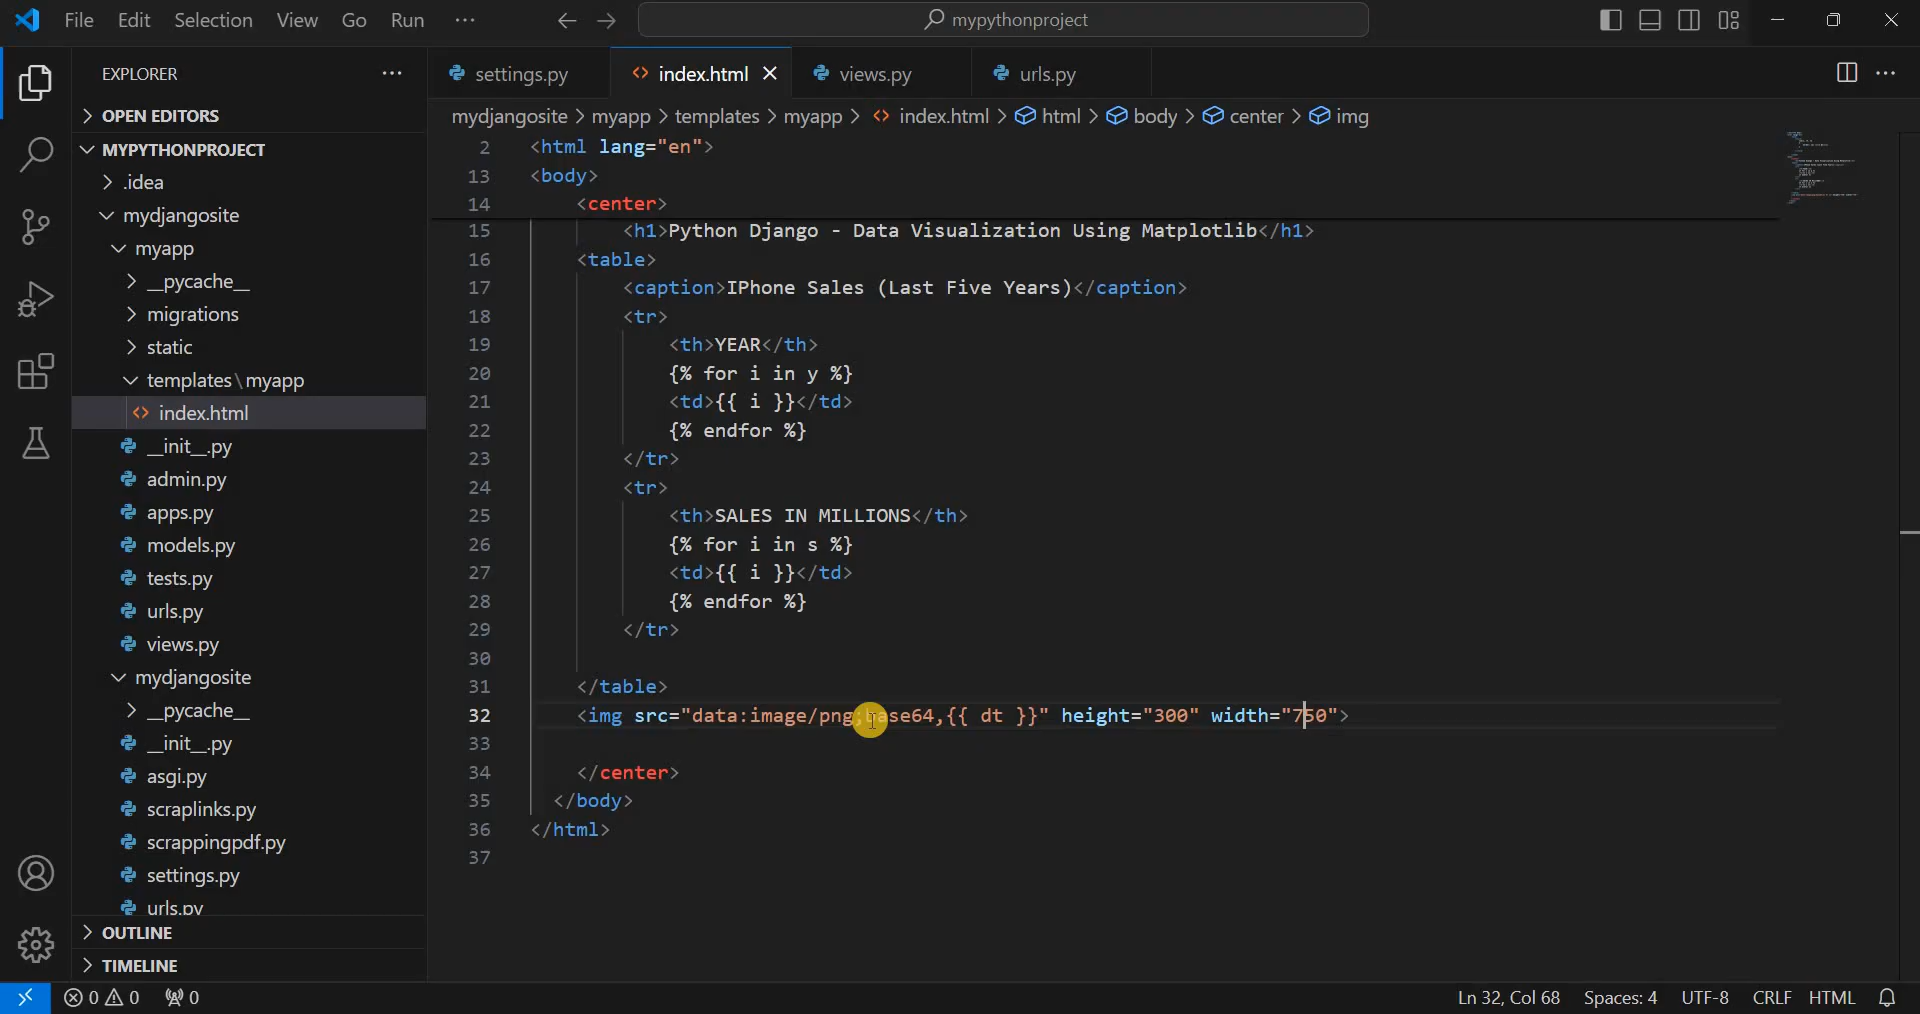 File Edit Selection View Go Run ··· mypythonproject
EXPLORER ···
settings.py index.html views.py urls.py
OPEN EDITORS
mydjangosite > myapp > templates > myapp > index.html > html > body > center > img
MYPYTHONPROJECT
.idea
mydjangosite
myapp
__pycache__
migrations
static
templates\myapp
index.html
__init__.py
admin.py
apps.py
models.py
tests.py
urls.py
views.py
mydjangosite
__pycache__
__init__.py
asgi.py
scraplinks.py
scrappingpdf.py
settings.py
urls.py
OUTLINE
TIMELINE
2 <html lang="en">
13 <body>
14 <center>
15 <h1>Python Django - Data Visualization Using Matplotlib</h1>
16 <table>
17 <caption>IPhone Sales (Last Five Years)</caption>
18 <tr>
19 <th>YEAR</th>
20 {% for i in y %}
21 <td>{{ i }}</td>
22 {% endfor %}
23 </tr>
24 <tr>
25 <th>SALES IN MILLIONS</th>
26 {% for i in s %}
27 <td>{{ i }}</td>
28 {% endfor %}
29 </tr>
30
31 </table>
32 <img src="data:image/png;base64,{{ dt }}" height="300" width="750">
33
34 </center>
35 </body>
36 </html>
37
0 0 0 Ln 32, Col 68 Spaces: 4 UTF-8 CRLF HTML